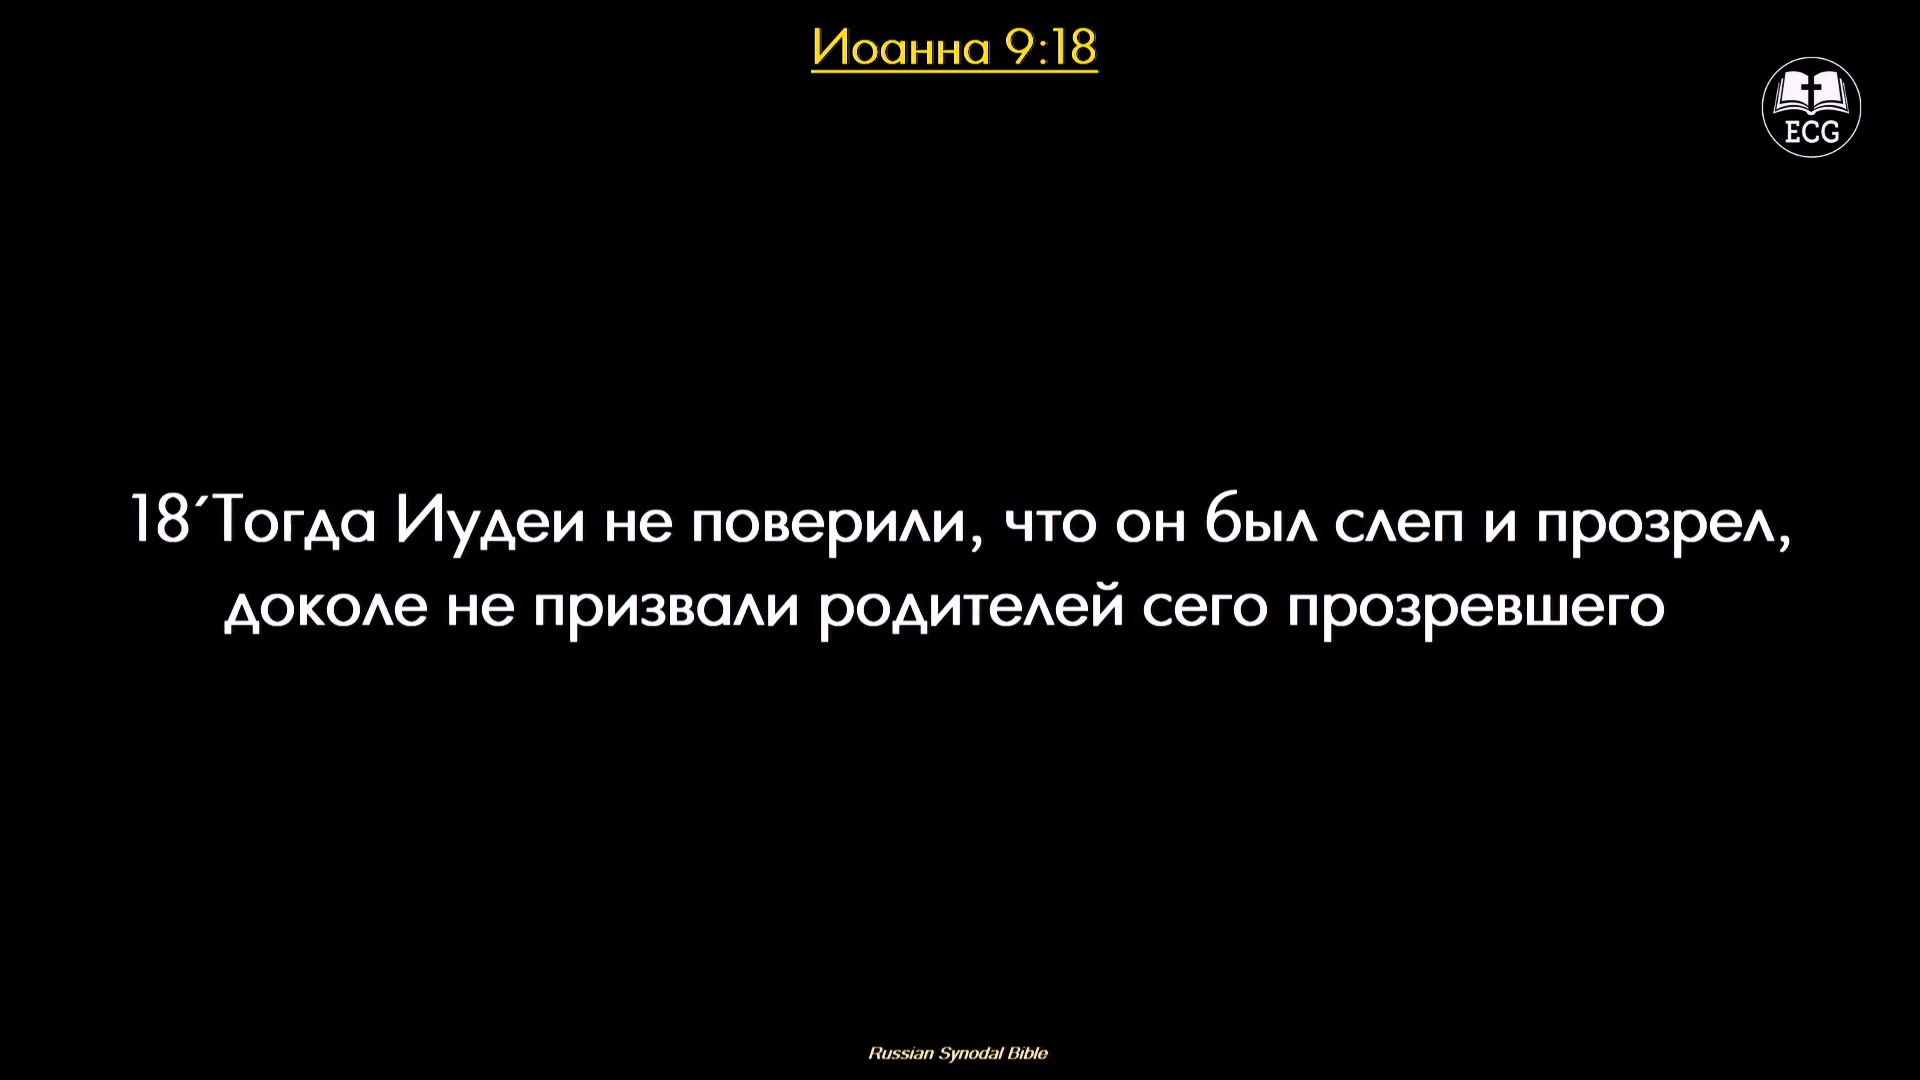 Иоанна 9:18
ECG
18´Тогда Иудеи не поверили, что он был слеп и прозрел,
доколе не призвали родителей сего прозревшего
Russian Synodal Bible